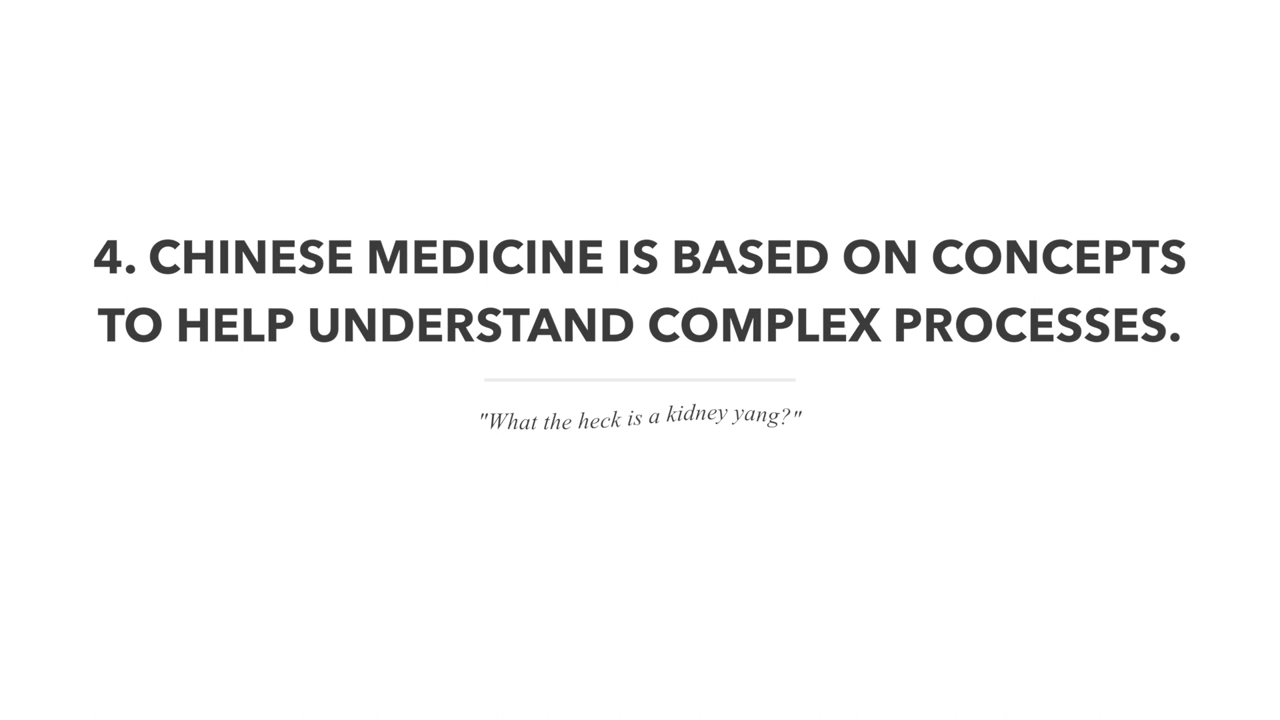 4. CHINESE MEDICINE IS BASED ON CONCEPTS
TO HELP UNDERSTAND COMPLEX PROCESSES.
"What the heck is a kidney yang?"